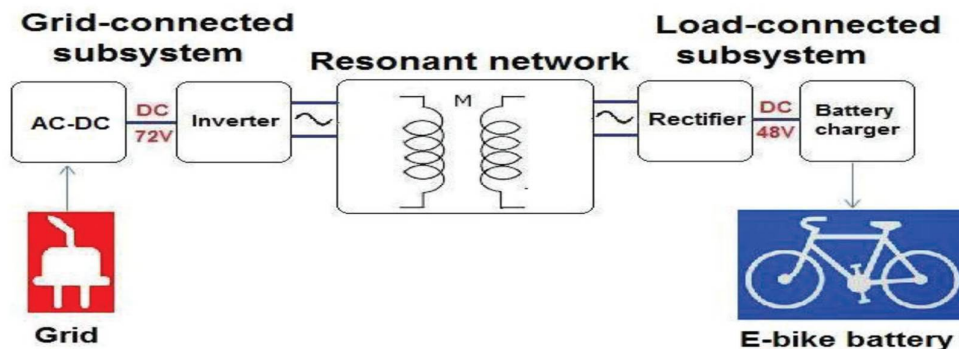 Grid-connected
subsystem
Resonant network
Load-connected
subsystem
AC-DC
DC
72V
Inverter
M
Rectifier
DC
48V
Battery
charger
Grid
E-bike battery